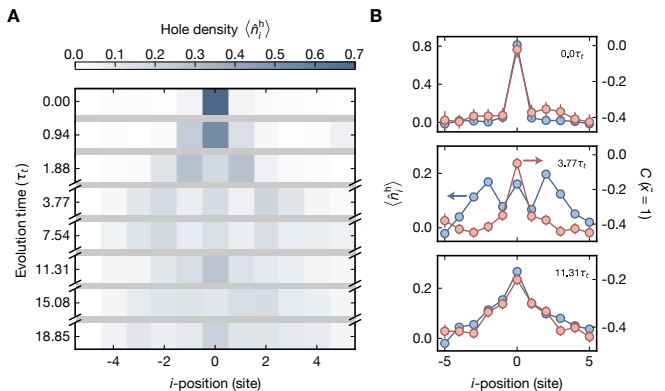 A
Hole density ⟨n̂ᵢʰ⟩
0.0 0.1 0.2 0.3 0.4 0.5 0.6 0.7
Evolution time (τₜ)
0.00
0.94
1.88
3.77
7.54
11.31
15.08
18.85
-4 -2 0 2 4
i-position (site)
B
0.8
0.4
0.0
0.0τₜ
0.0
−0.2
−0.4
0.2
0.0
3.77τₜ
0.0
−0.2
−0.4
⟨n̂ᵢʰ⟩
0.2
0.0
11.31τₜ
−0.2
−0.4
-5 0 5
i-position (site)